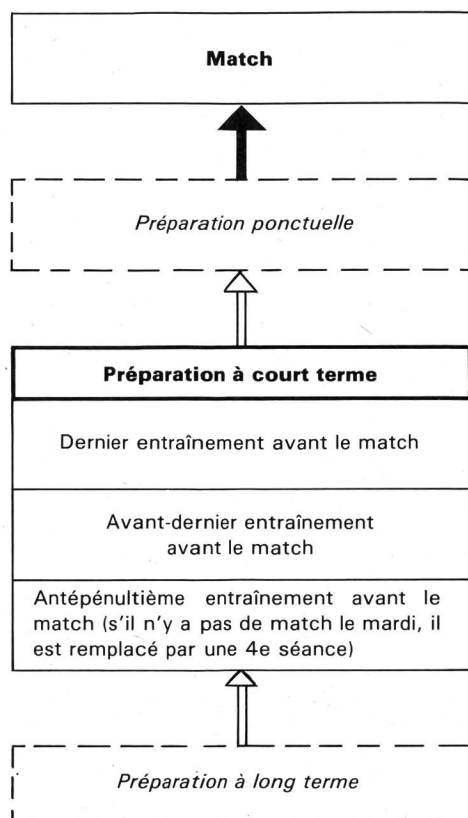 Match
Préparation ponctuelle
Préparation à court terme
Dernier entraînement avant le match
Avant-dernier entraînement
avant le match
Antépénultième entraînement avant le
match (s'il n'y a pas de match le mardi, il
est remplacé par une 4e séance)
Préparation à long terme